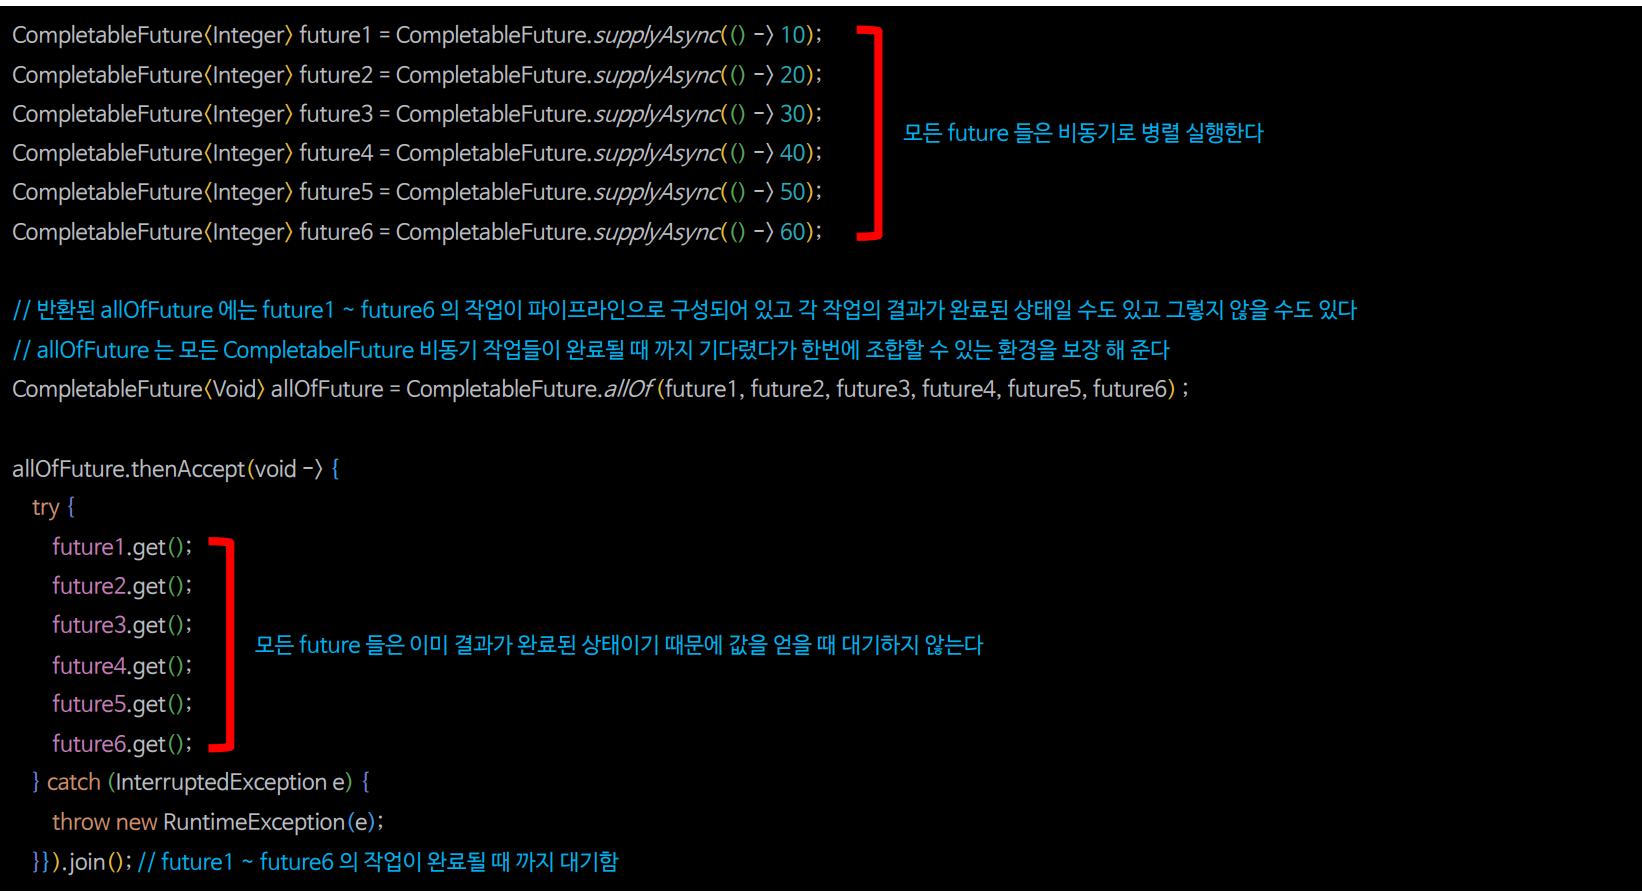 CompletableFuture<Integer> future1 = CompletableFuture.supplyAsync(() -> 10);
CompletableFuture<Integer> future2 = CompletableFuture.supplyAsync(() -> 20);
CompletableFuture<Integer> future3 = CompletableFuture.supplyAsync(() -> 30);
모든 future 들은 비동기로 병렬 실행한다
CompletableFuture<Integer> future4 = CompletableFuture.supplyAsync(() -> 40);
CompletableFuture<Integer> future5 = CompletableFuture.supplyAsync(() -> 50);
CompletableFuture<Integer> future6 = CompletableFuture.supplyAsync(() -> 60);
// 반환된 allOfFuture 에는 future1 ~ future6 의 작업이 파이프라인으로 구성되어 있고 각 작업의 결과가 완료된 상태일 수도 있고 그렇지 않을 수도 있다
// allOfFuture 는 모든 CompletabelFuture 비동기 작업들이 완료될 때 까지 기다렸다가 한번에 조합할 수 있는 환경을 보장 해 준다
CompletableFuture<Void> allOfFuture = CompletableFuture.allOf (future1, future2, future3, future4, future5, future6) ;
allOfFuture.thenAccept(void -> {
try {
future1.get();
future2.get();
future3.get();
모든 future 들은 이미 결과가 완료된 상태이기 때문에 값을 얻을 때 대기하지 않는다
future4.get();
future5.get();
future6.get();
} catch (InterruptedException e) {
throw new RuntimeException(e);
}}).join(); // future1 ~ future6 의 작업이 완료될 때 까지 대기함